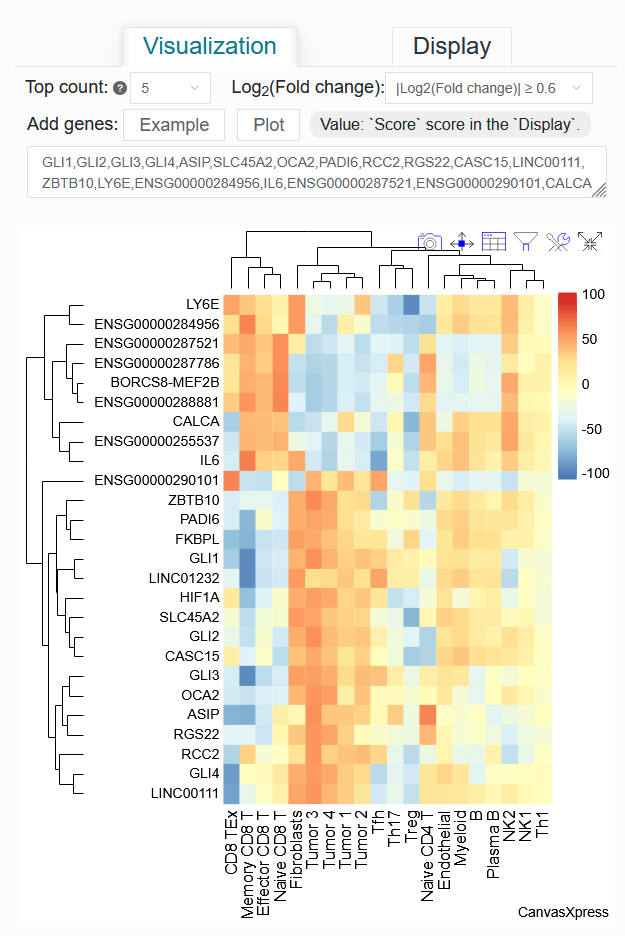 Visualization
Display
Top count: ? 5 Log2(Fold change): |Log2(Fold change)| ≥ 0.6
Add genes: Example Plot Value: `Score` score in the `Display`.
GLI1,GLI2,GLI3,GLI4,ASIP,SLC45A2,OCA2,PADI6,RCC2,RGS22,CASC15,LINC00111,
ZBTB10,LY6E,ENSG00000284956,IL6,ENSG00000287521,ENSG00000290101,CALCA
LY6E
ENSG00000284956
ENSG00000287521
ENSG00000287786
BORCS8-MEF2B
ENSG00000288881
CALCA
ENSG00000255537
IL6
ENSG00000290101
ZBTB10
PADI6
FKBPL
GLI1
LINC01232
HIF1A
SLC45A2
GLI2
CASC15
GLI3
OCA2
ASIP
RGS22
RCC2
GLI4
LINC00111
100
50
0
-50
-100
CD8 TEx
Memory CD8 T
Effector CD8 T
Naive CD8 T
Fibroblasts
Tumor 3
Tumor 4
Tumor 1
Tumor 2
Tfh
Th17
Treg
Naive CD4 T
Endothelial
Myeloid
B
Plasma B
NK2
NK1
Th1
CanvasXpress